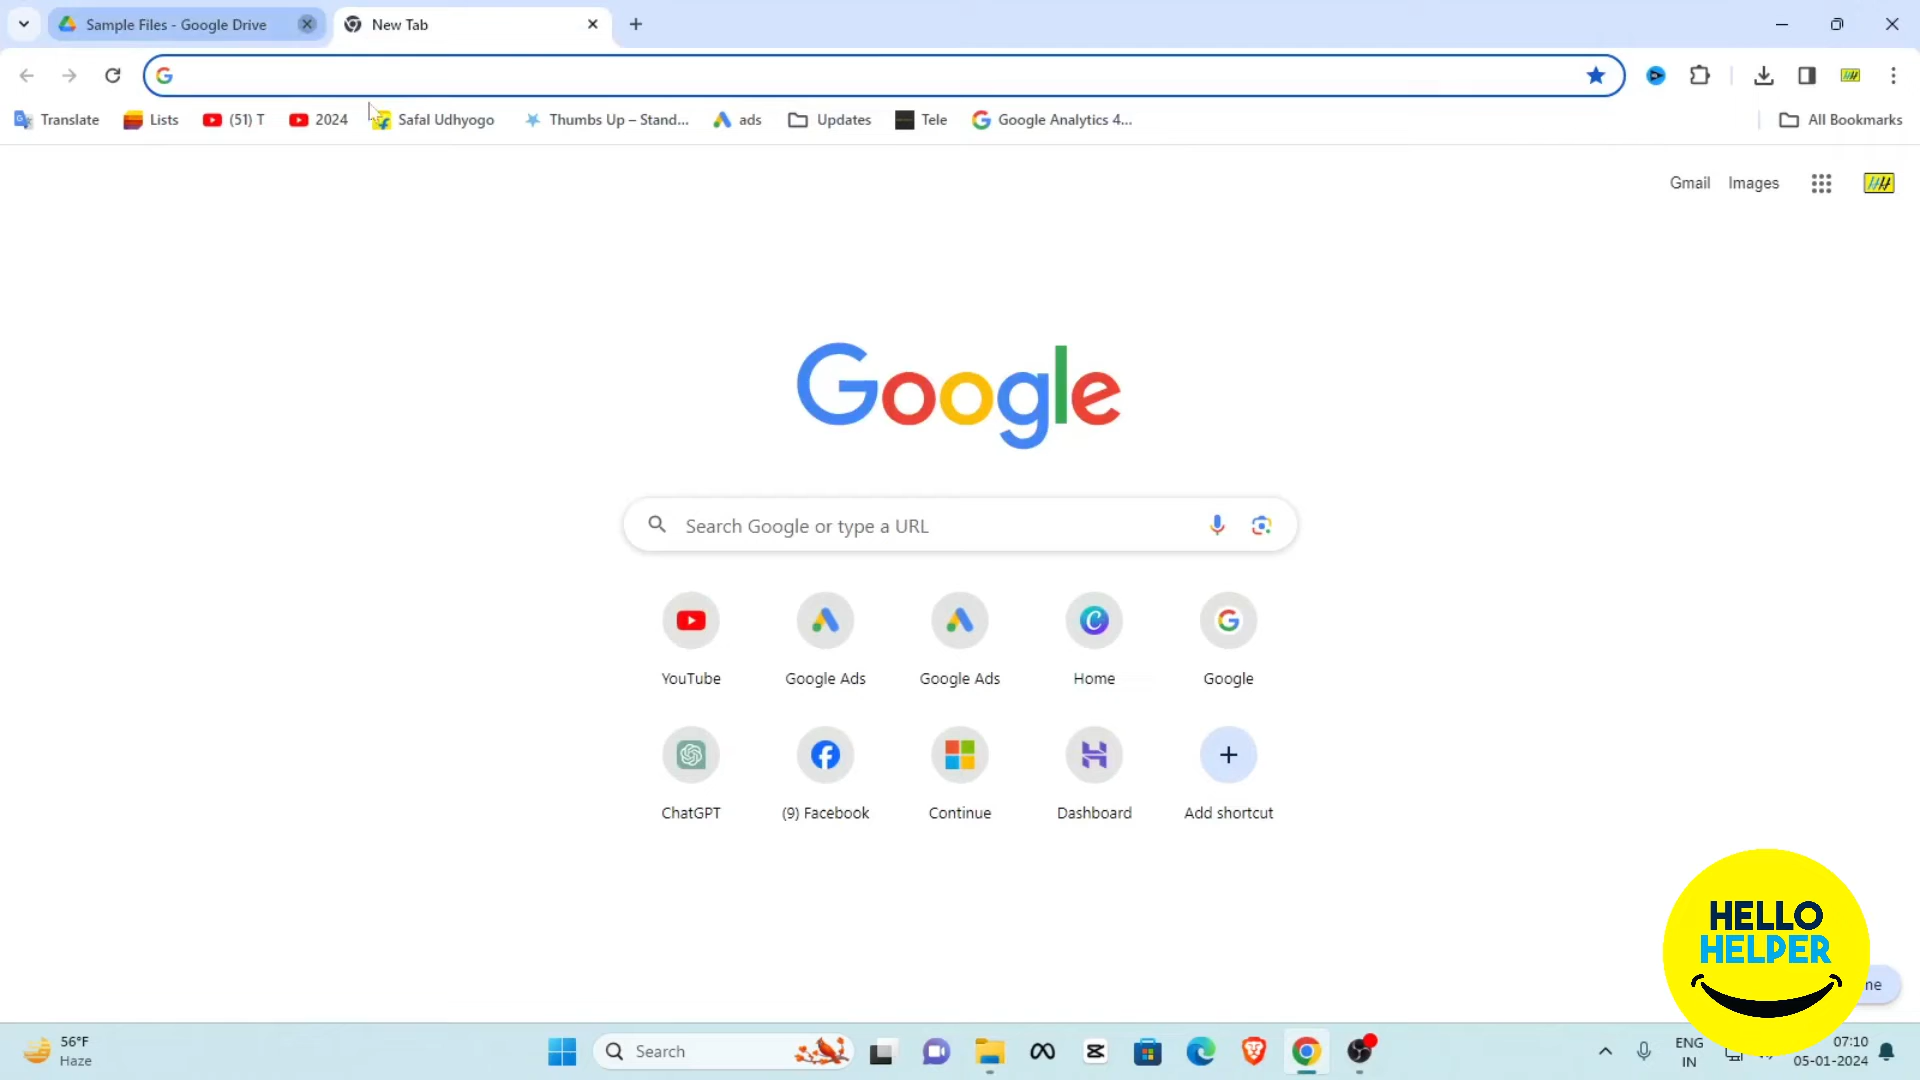 Sample Files - Google Drive
New Tab
Translate
Lists
(51) T
2024
Safal Udhyogo
Thumbs Up – Stand...
ads
Updates
Tele
Google Analytics 4...
All Bookmarks
Gmail
Images
Google
Search Google or type a URL
YouTube
Google Ads
Google Ads
Home
Google
ChatGPT
(9) Facebook
Continue
Dashboard
Add shortcut
HELLO
HELPER
56°F
Haze
Search
ENG
IN
07:10
05-01-2024